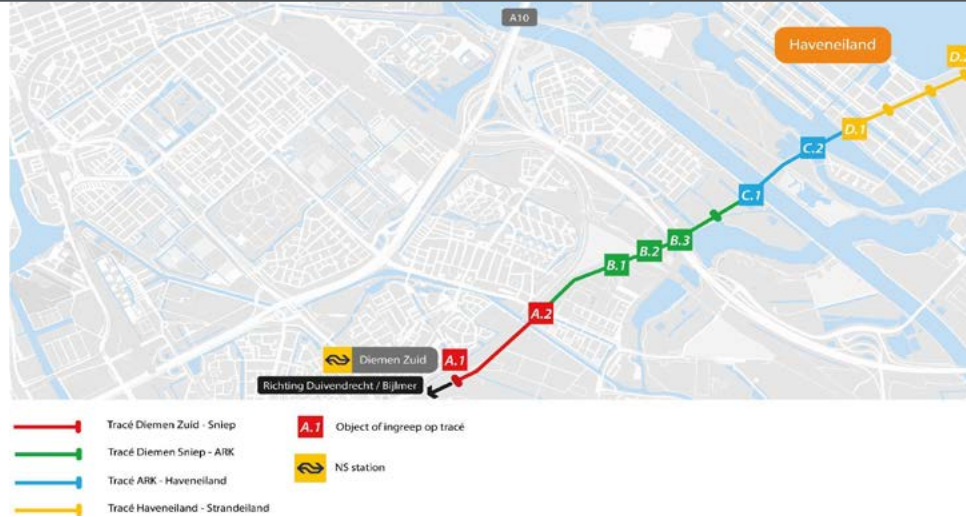 A10
Haveneiland
D.1
C.2
C.1
B.3
B.2
B.1
A.2
A.1
Diemen Zuid
Richting Duivendrecht / Bijlmer
Tracé Diemen Zuid - Sniep
A.1 Object of ingreep op tracé
Tracé Diemen Sniep - ARK
NS station
Tracé ARK - Haveneiland
Tracé Haveneiland - Strandeiland